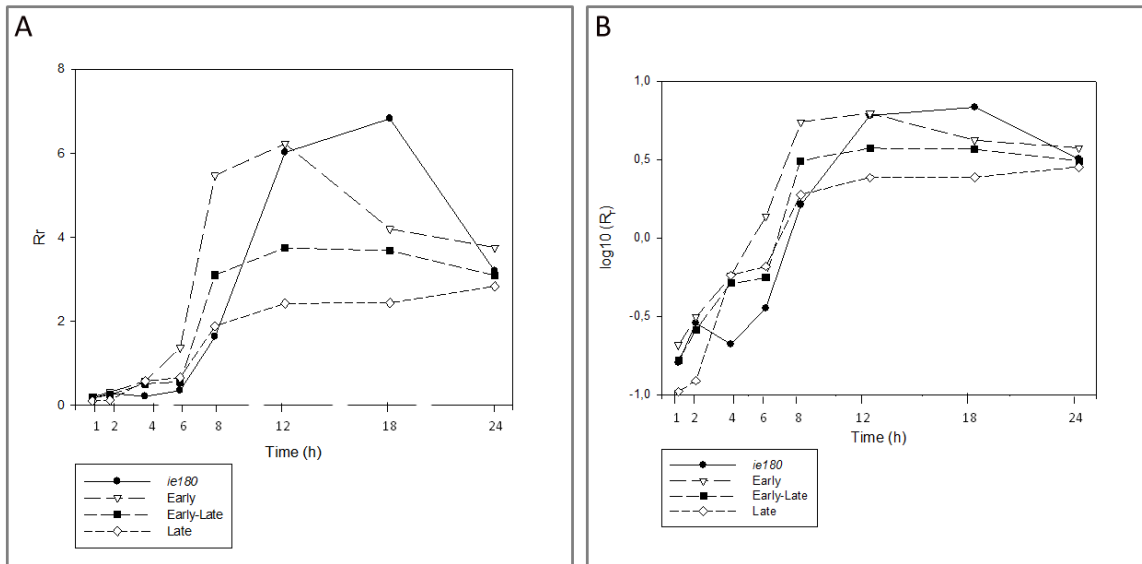 A
8
6
4
2
0
Rr
1 2 4 6 8 12 18 24
Time (h)
ie180
Early
Early-Late
Late
B
1,0
0,5
0,0
-0,5
-1,0
log10 (Rr)
1 2 4 6 8 12 18 24
Time (h)
ie180
Early
Early-Late
Late